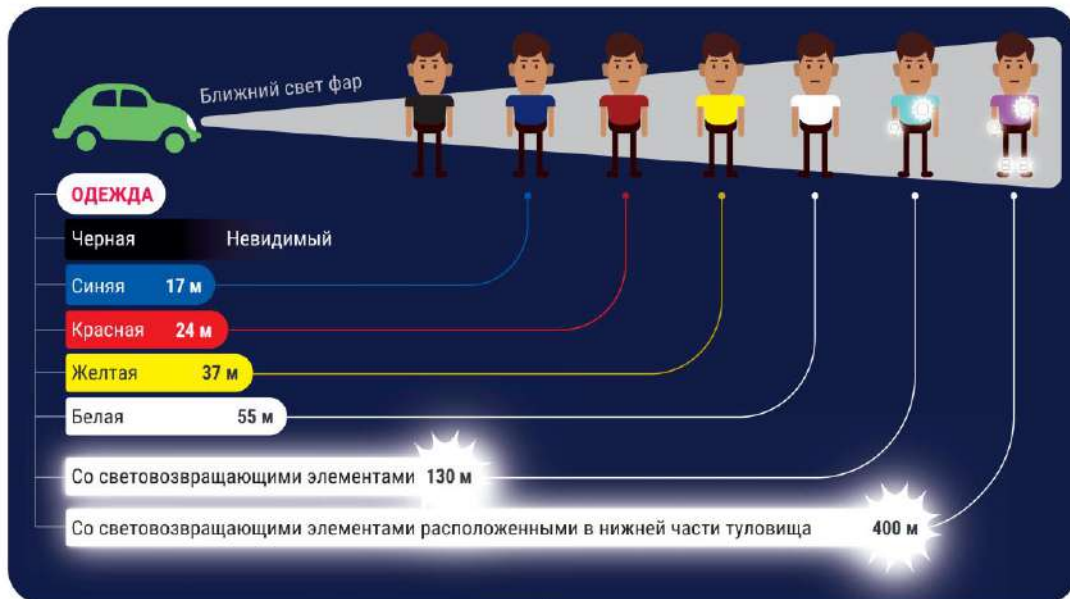 Ближний свет фар
ОДЕЖДА
Черная Невидимый
Синяя 17 м
Красная 24 м
Желтая 37 м
Белая 55 м
Со световозвращающими элементами 130 м
Со световозвращающими элементами расположенными в нижней части туловища 400 м